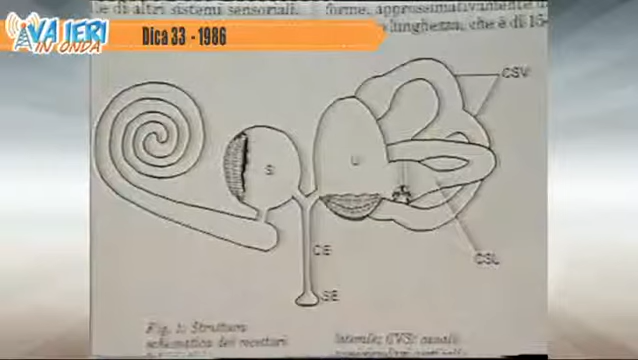 e di altri sistemi sensoriali.
forme, approssimativamente
lunghezza, che è di 15-
VA IERI
IN ONDA
Dica 33 - 1986
CSV
S
U
CSL
CE
SE
Fig. 1: Struttura
schematica dei recettori
laterale; CVS: canali